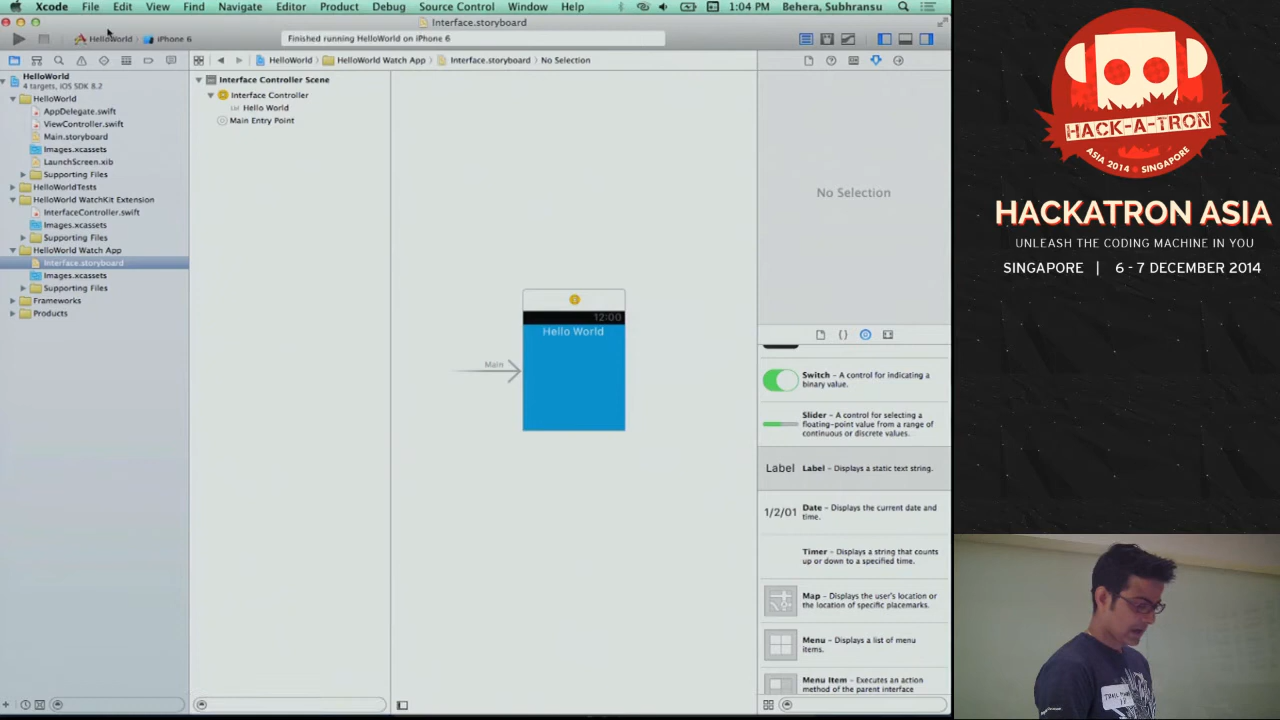 Xcode File Edit View Find Navigate Editor Product Debug Source Control Window Help 1:04 PM Behera, Subhransu
Interface.storyboard
HelloWorld iPhone 6
Finished running HelloWorld on iPhone 6
HelloWorld HelloWorld Watch App Interface.storyboard No Selection
HelloWorld
4 targets, iOS SDK 8.2
HelloWorld
AppDelegate.swift
ViewController.swift
Main.storyboard
Images.xcassets
LaunchScreen.xib
Supporting Files
HelloWorldTests
HelloWorld WatchKit Extension
InterfaceController.swift
Images.xcassets
Supporting Files
HelloWorld Watch App
Interface.storyboard
Images.xcassets
Supporting Files
Frameworks
Products
Interface Controller Scene
Interface Controller
Hello World
Main Entry Point
Main
12:00
Hello World
No Selection
Switch – A control for indicating a
binary value.
Slider – A control for selecting a
floating-point value from a range of
continuous or discrete values.
Label
Label – Displays a static text string.
1/2/01
Date – Displays the current date and
time.
Timer – Displays a string that counts
up or down to a specified time.
Map – Displays the user's location or
the location of specific placemarks.
Menu – Displays a list of menu
items.
Menu Item – Executes an action
method of the parent interface
HACK-A-TRON
ASIA 2014 SINGAPORE
HACKATRON ASIA
UNLEASH THE CODING MACHINE IN YOU
SINGAPORE | 6 - 7 DECEMBER 2014